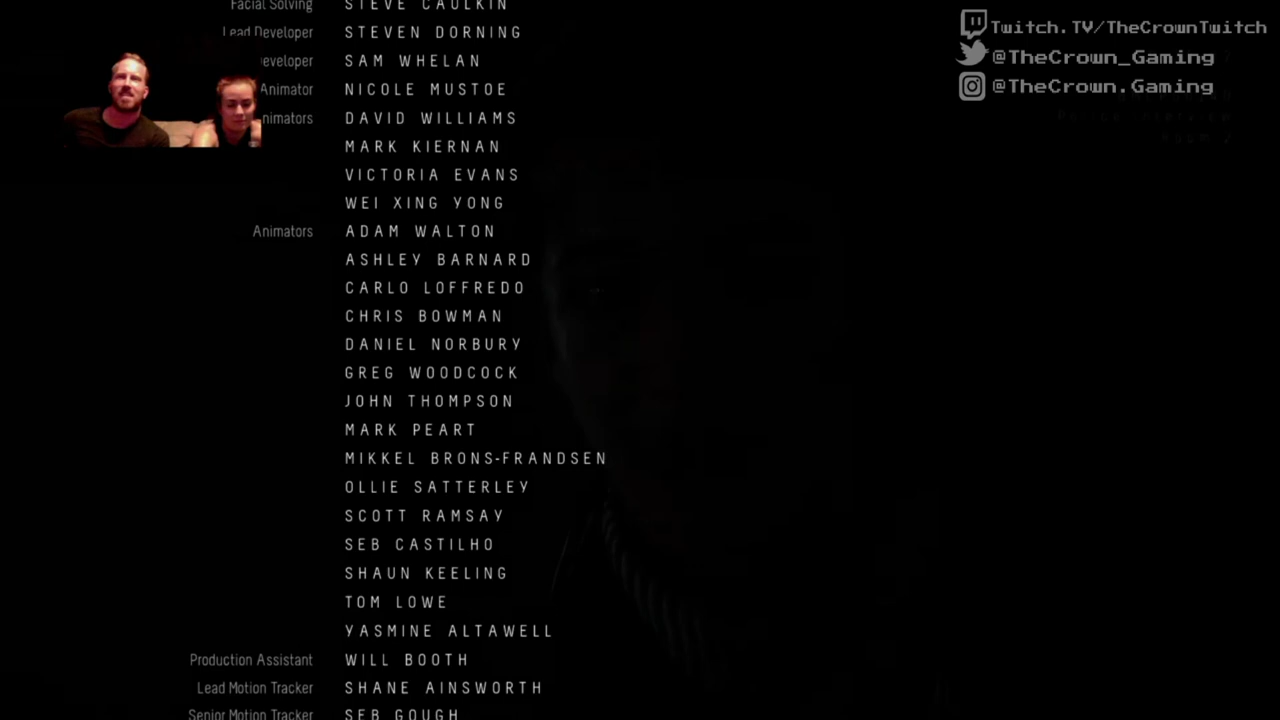 Facial Solving STEVE CAULKIN
Lead Developer STEVEN DORNING
eveloper SAM WHELAN
Animator NICOLE MUSTOE
nimators DAVID WILLIAMS
MARK KIERNAN
VICTORIA EVANS
WEI XING YONG
Animators ADAM WALTON
ASHLEY BARNARD
CARLO LOFFREDO
CHRIS BOWMAN
DANIEL NORBURY
GREG WOODCOCK
JOHN THOMPSON
MARK PEART
MIKKEL BRONS-FRANDSEN
OLLIE SATTERLEY
SCOTT RAMSAY
SEB CASTILHO
SHAUN KEELING
TOM LOWE
YASMINE ALTAWELL
Production Assistant WILL BOOTH
Lead Motion Tracker SHANE AINSWORTH
Senior Motion Tracker SEB GOUGH
Twitch.TV/TheCrownTwitch
@TheCrown_Gaming
@TheCrown.Gaming